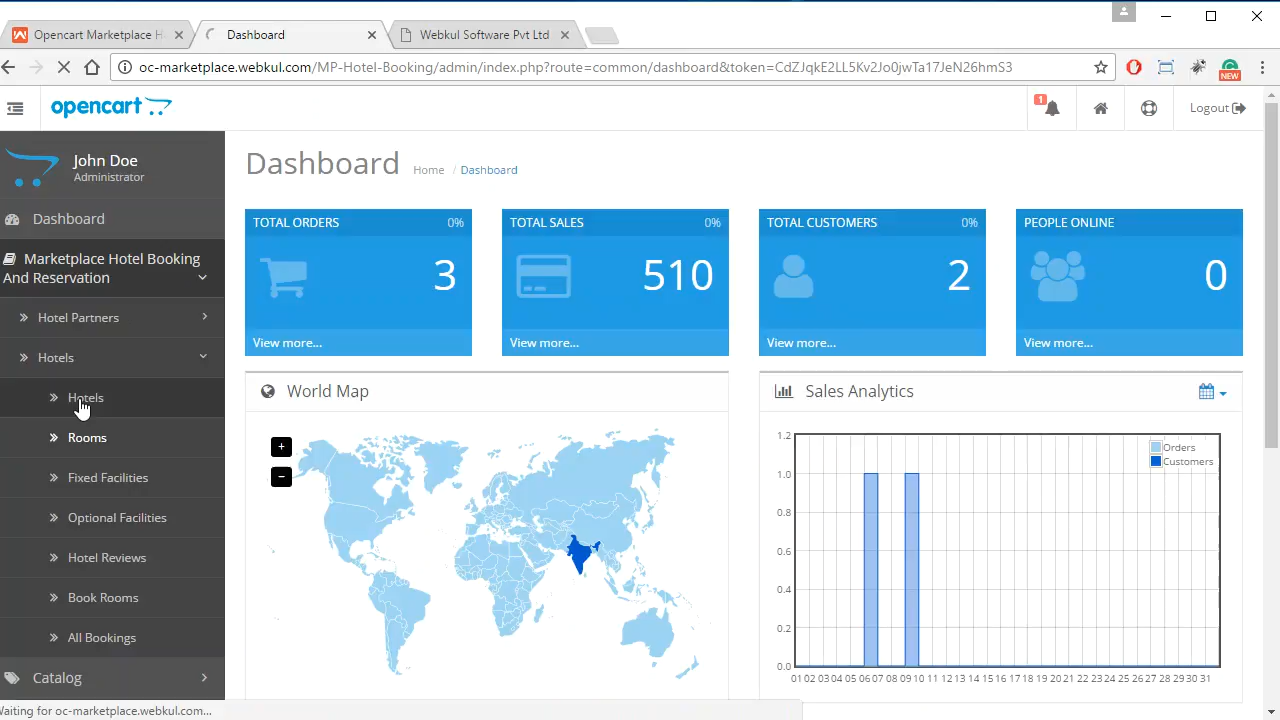 Opencart Marketplace H
Dashboard
Webkul Software Pvt Ltd
oc-marketplace.webkul.com/MP-Hotel-Booking/admin/index.php?route=common/dashboard&token=CdZJqkE2LL5Kv2Jo0jwTa17JeN26hmS3
NEW
opencart
1
Logout
John Doe
Administrator
Dashboard
Marketplace Hotel Booking
And Reservation
Hotel Partners
Hotels
Hotels
Rooms
Fixed Facilities
Optional Facilities
Hotel Reviews
Book Rooms
All Bookings
Catalog
Waiting for oc-marketplace.webkul.com...
Dashboard
Home / Dashboard
TOTAL ORDERS 0%
3
View more...
TOTAL SALES 0%
510
View more...
TOTAL CUSTOMERS 0%
2
View more...
PEOPLE ONLINE
0
View more...
World Map
+
−
Sales Analytics
Orders
Customers
1.2
1.0
0.8
0.6
0.4
0.2
0.0
01 02 03 04 05 06 07 08 09 10 11 12 13 14 15 16 17 18 19 20 21 22 23 24 25 26 27 28 29 30 31